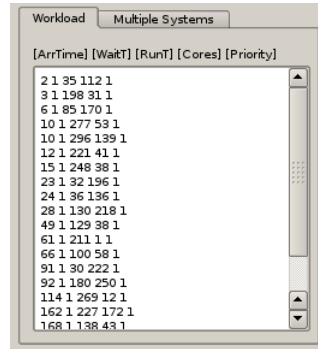 Workload Multiple Systems
[ArrTime] [WaitT] [RunT] [Cores] [Priority]
2 1 35 112 1
3 1 198 31 1
6 1 85 170 1
10 1 277 53 1
10 1 296 139 1
12 1 221 41 1
15 1 248 38 1
23 1 32 196 1
24 1 36 136 1
28 1 130 218 1
49 1 129 38 1
61 1 211 1 1
66 1 100 58 1
91 1 30 222 1
92 1 180 250 1
114 1 269 12 1
162 1 227 172 1
168 1 138 43 1